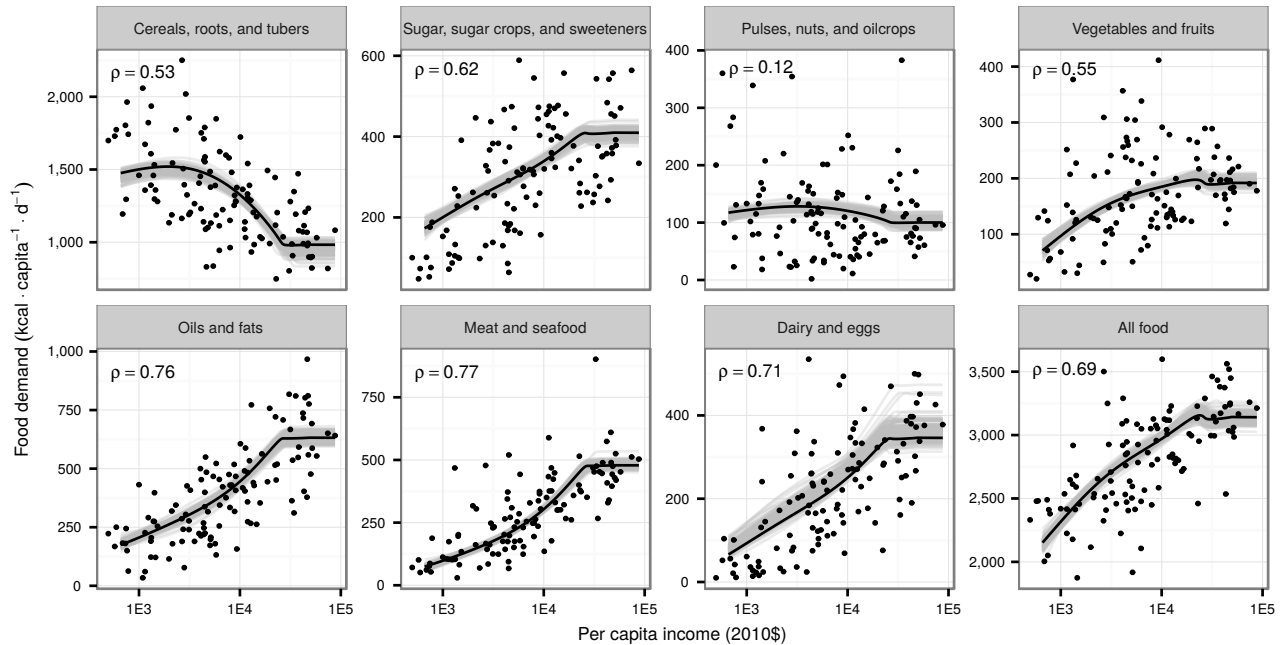 Cereals, roots, and tubers
Sugar, sugar crops, and sweeteners
Pulses, nuts, and oilcrops
Vegetables and fruits
ρ = 0.53
ρ = 0.62
ρ = 0.12
ρ = 0.55
2,000
1,500
1,000
600
400
200
400
300
200
100
0
400
300
200
100
Food demand (kcal · capita⁻¹ · d⁻¹)
Oils and fats
Meat and seafood
Dairy and eggs
All food
ρ = 0.76
ρ = 0.77
ρ = 0.71
ρ = 0.69
1,000
750
500
250
0
750
500
250
0
400
200
0
3,500
3,000
2,500
2,000
1E3
1E4
1E5
1E3
1E4
1E5
1E3
1E4
1E5
1E3
1E4
1E5
Per capita income (2010$)